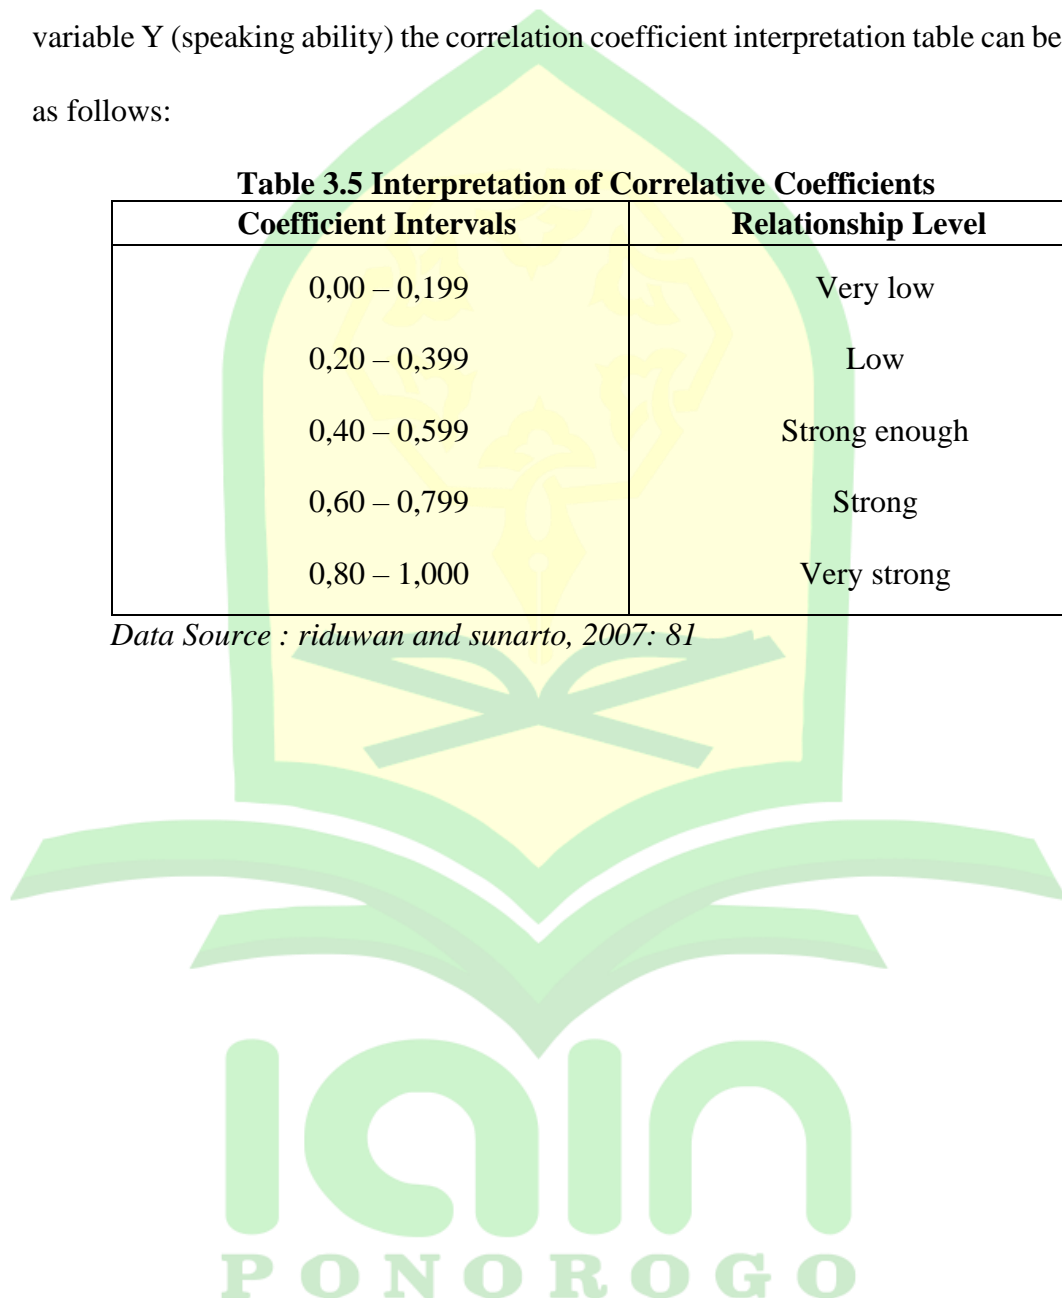 variable Y (speaking ability) the correlation coefficient interpretation table can be
as follows:
Table 3.5 Interpretation of Correlative Coefficients
Coefficient Intervals Relationship Level
0,00 – 0,199 Very low
0,20 – 0,399 Low
0,40 – 0,599 Strong enough
0,60 – 0,799 Strong
0,80 – 1,000 Very strong
Data Source : riduwan and sunarto, 2007: 81
iain
PONOROGO